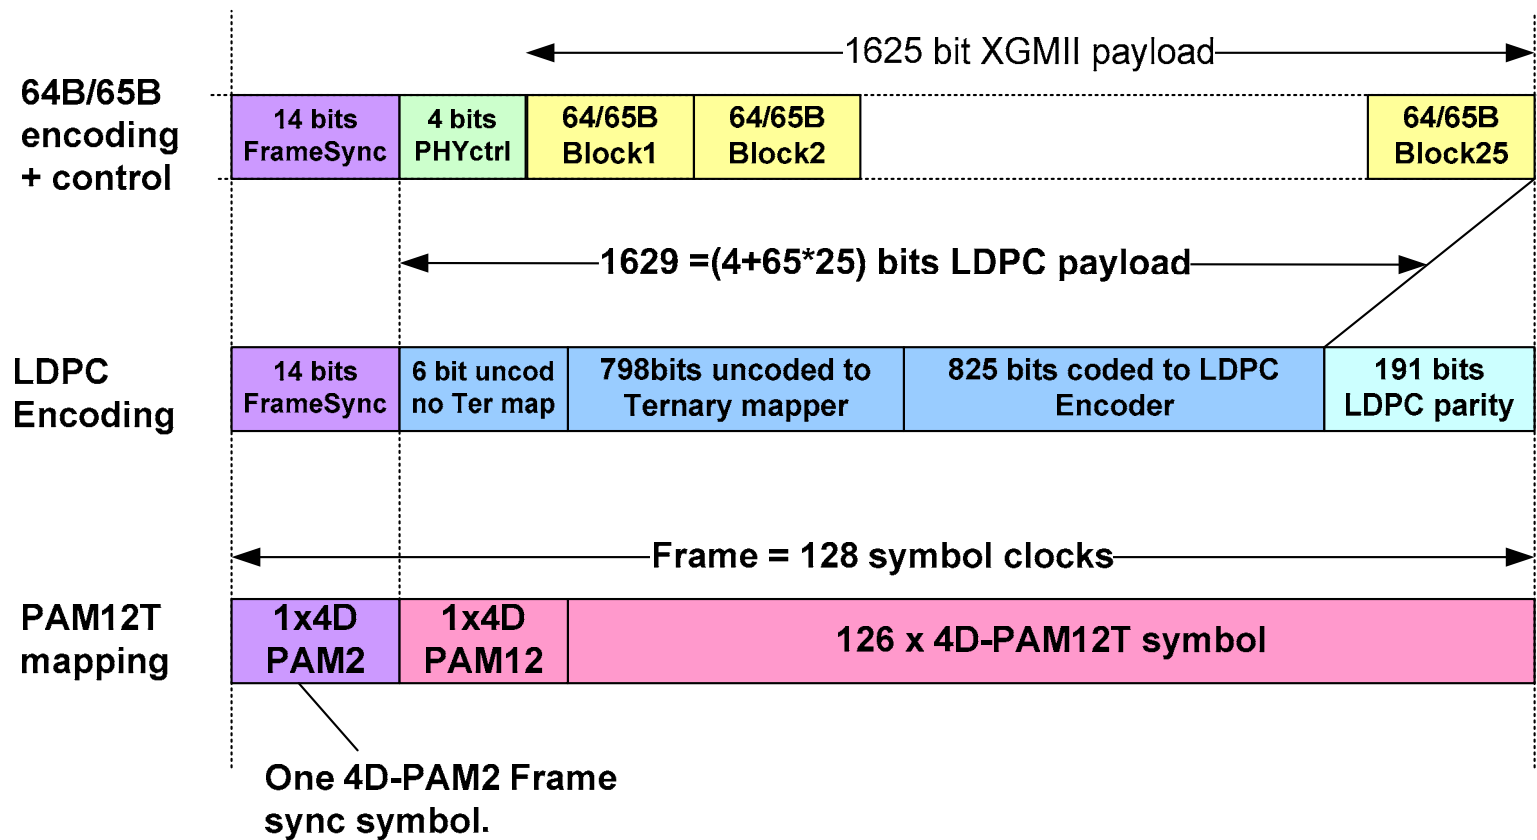 1625 bit XGMII payload
64B/65B
encoding
+ control
14 bits
FrameSync
4 bits
PHYctrl
64/65B
Block1
64/65B
Block2
64/65B
Block25
1629 =(4+65*25) bits LDPC payload
LDPC
Encoding
14 bits
FrameSync
6 bit uncod
no Ter map
798bits uncoded to
Ternary mapper
825 bits coded to LDPC
Encoder
191 bits
LDPC parity
Frame = 128 symbol clocks
PAM12T
mapping
1x4D
PAM2
1x4D
PAM12
126 x 4D-PAM12T symbol
One 4D-PAM2 Frame
sync symbol.